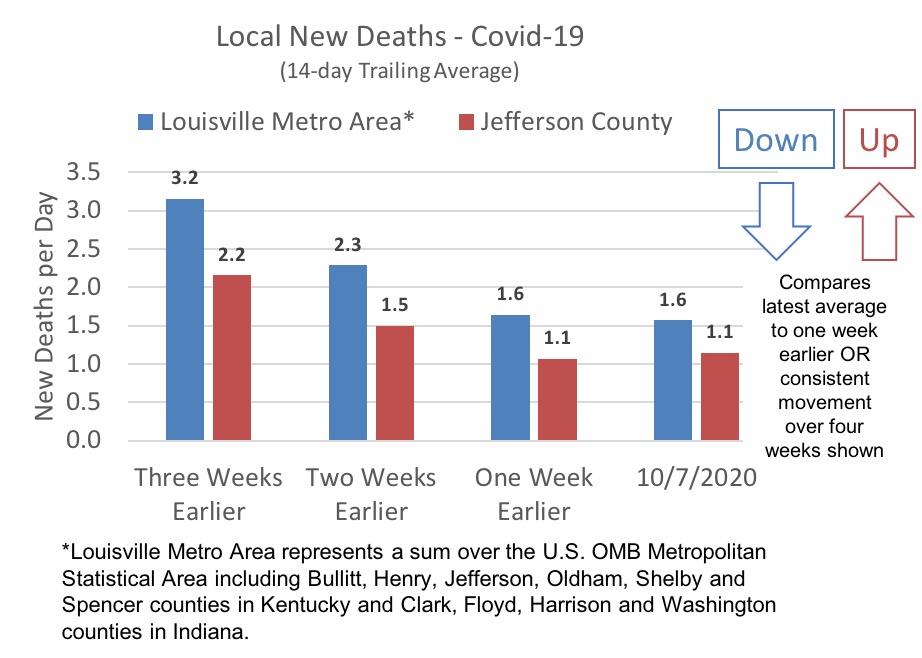 Local New Deaths - Covid-19
(14-day Trailing Average)
Louisville Metro Area* Jefferson County
Down Up
New Deaths per Day
3.5
3.0
2.5
2.0
1.5
1.0
0.5
0.0
3.2
2.2
2.3
1.5
1.6
1.1
1.6
1.1
Three Weeks
Earlier
Two Weeks
Earlier
One Week
Earlier
10/7/2020
Compares
latest average
to one week
earlier OR
consistent
movement
over four
weeks shown
*Louisville Metro Area represents a sum over the U.S. OMB Metropolitan
Statistical Area including Bullitt, Henry, Jefferson, Oldham, Shelby and
Spencer counties in Kentucky and Clark, Floyd, Harrison and Washington
counties in Indiana.